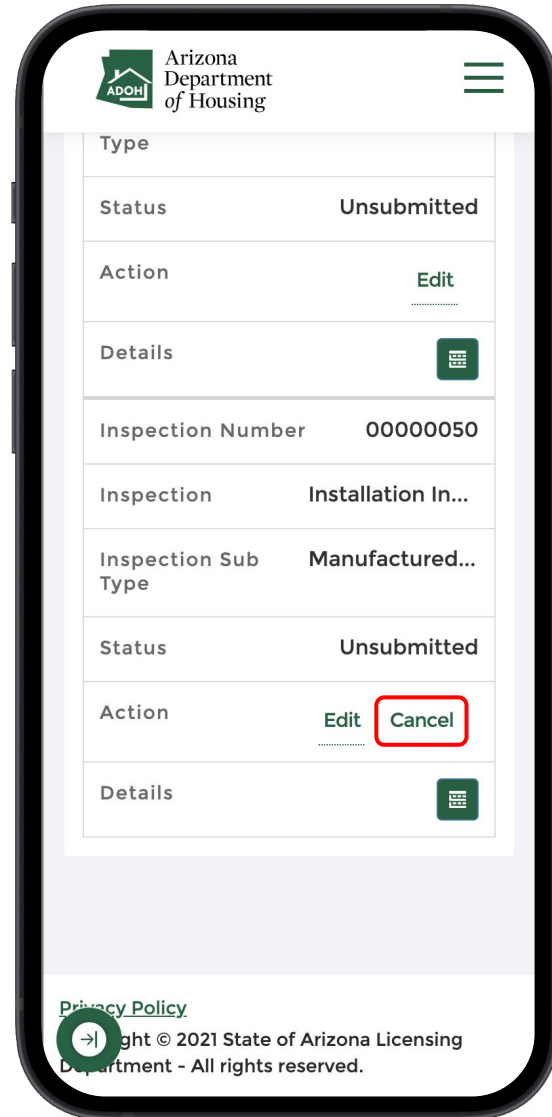 Arizona
Department
of Housing
ADOH
Type
Status Unsubmitted
Action Edit
Details
Inspection Number 00000050
Inspection Installation In...
Inspection Sub Manufactured...
Type
Status Unsubmitted
Action Edit Cancel
Details
Privacy Policy
ght © 2021 State of Arizona Licensing
Department - All rights reserved.